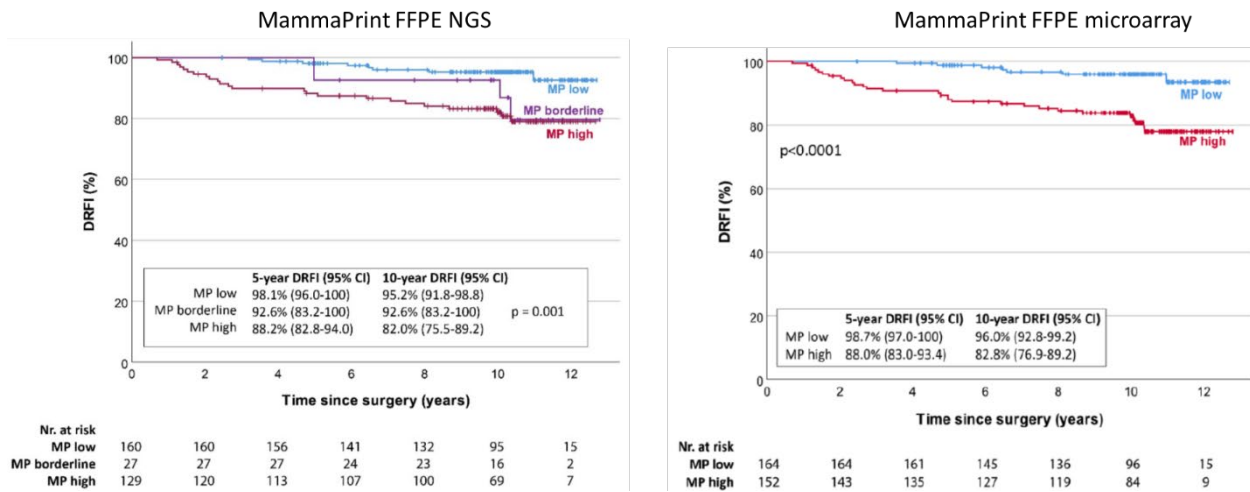 MammaPrint FFPE NGS
100
80
60
40
20
0
DRFI (%)
MP low
MP borderline
MP high
5-year DRFI (95% CI) 10-year DRFI (95% CI)
MP low 98.1% (96.0-100) 95.2% (91.8-98.8)
MP borderline 92.6% (83.2-100) 92.6% (83.2-100) p = 0.001
MP high 88.2% (82.8-94.0) 82.0% (75.5-89.2)
0 2 4 6 8 10 12
Time since surgery (years)
Nr. at risk
MP low 160 160 156 141 132 95 15
MP borderline 27 27 27 24 23 16 2
MP high 129 120 113 107 100 69 7
MammaPrint FFPE microarray
100
80
60
40
20
0
DRFI (%)
MP low
MP high
p<0.0001
5-year DRFI (95% CI) 10-year DRFI (95% CI)
MP low 98.7% (97.0-100) 96.0% (92.8-99.2)
MP high 88.0% (83.0-93.4) 82.8% (76.9-89.2)
0 2 4 6 8 10 12
Time since surgery (years)
Nr. at risk
MP low 164 164 161 145 136 96 15
MP high 152 143 135 127 119 84 9